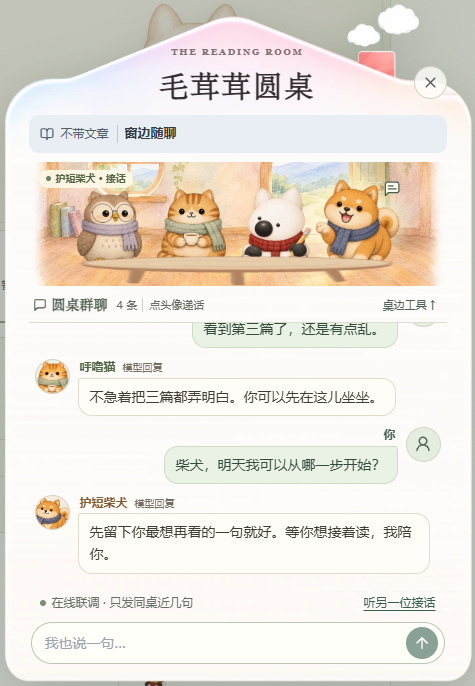 THE READING ROOM
毛茸茸圆桌
不带文章 窗边随聊
护短柴犬 • 接话
圆桌群聊 4 条 点头像递话 桌边工具↑
看到第三篇了，还是有点乱。
呼噜猫 模型回复
不急着把三篇都弄明白。你可以先在这儿坐坐。
你
柴犬，明天我可以从哪一步开始？
护短柴犬 模型回复
先留下你最想再看的一句就好。等你想接着读，我陪
你。
在线联调 · 只发同桌近几句 听另一位接话
我也说一句...